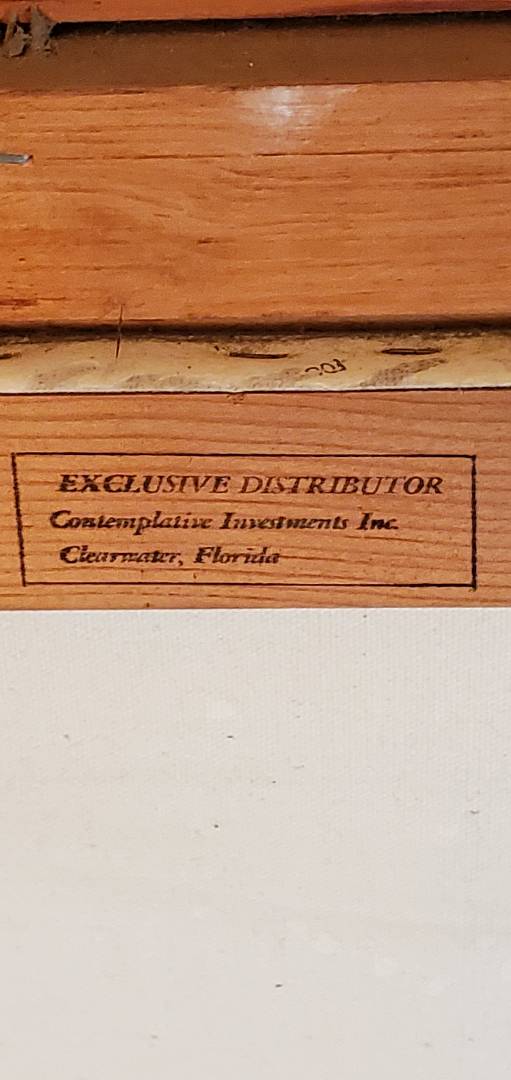 EXCLUSIVE DISTRIBUTOR
Contemplative Investments Inc.
Clearwater, Florida